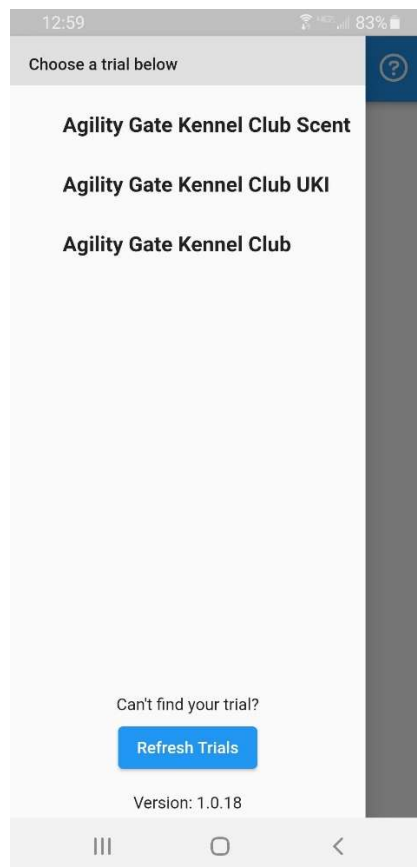 12:59
83%
Choose a trial below
?
Agility Gate Kennel Club Scent
Agility Gate Kennel Club UKI
Agility Gate Kennel Club
Can't find your trial?
Refresh Trials
Version: 1.0.18